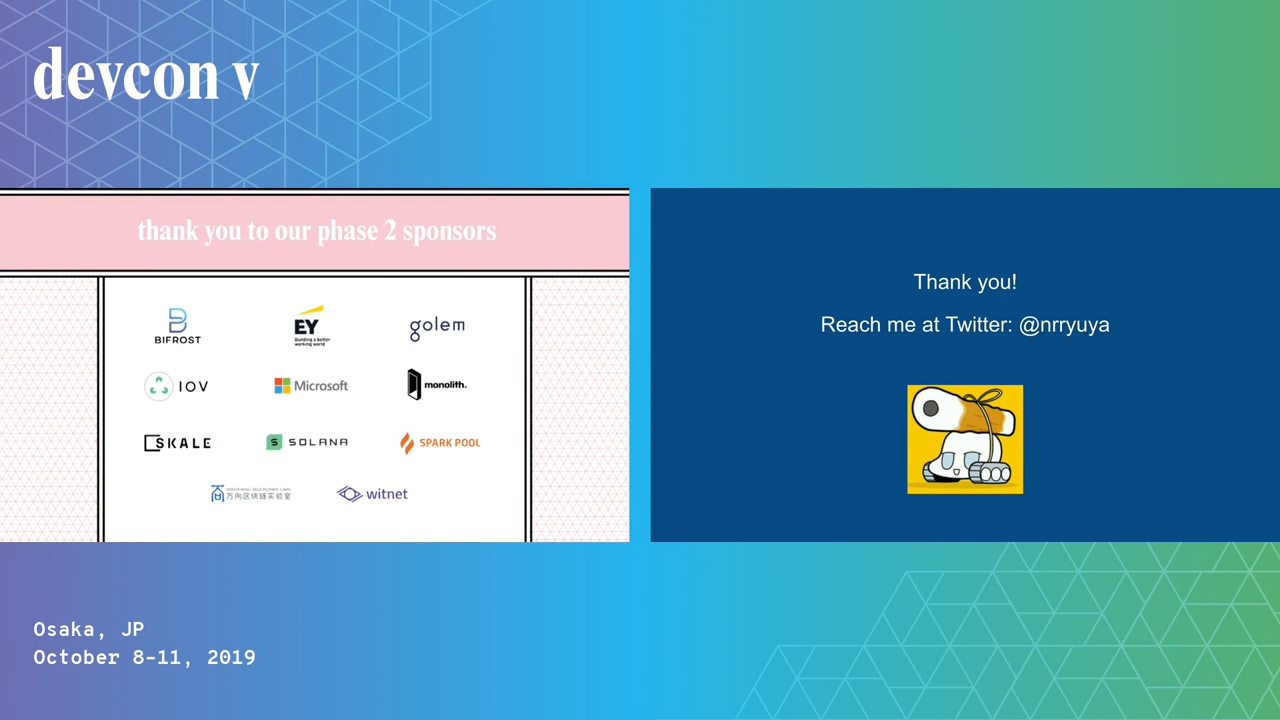 devcon v
thank you to our phase 2 sponsors
BIFROST
EY
Building a better
working world
golem
IOV
Microsoft
monolith.
SKALE
S SOLANA
SPARK POOL
万向区块链实验室
witnet
Thank you!
Reach me at Twitter: @nrryuya
Osaka, JP
October 8-11, 2019